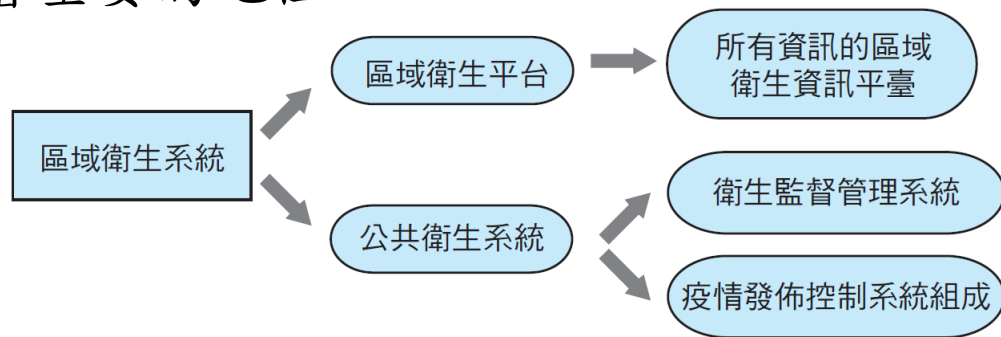 區域衛生系統
區域衛生平台
所有資訊的區域
衛生資訊平臺
公共衛生系統
衛生監督管理系統
疫情發佈控制系統組成